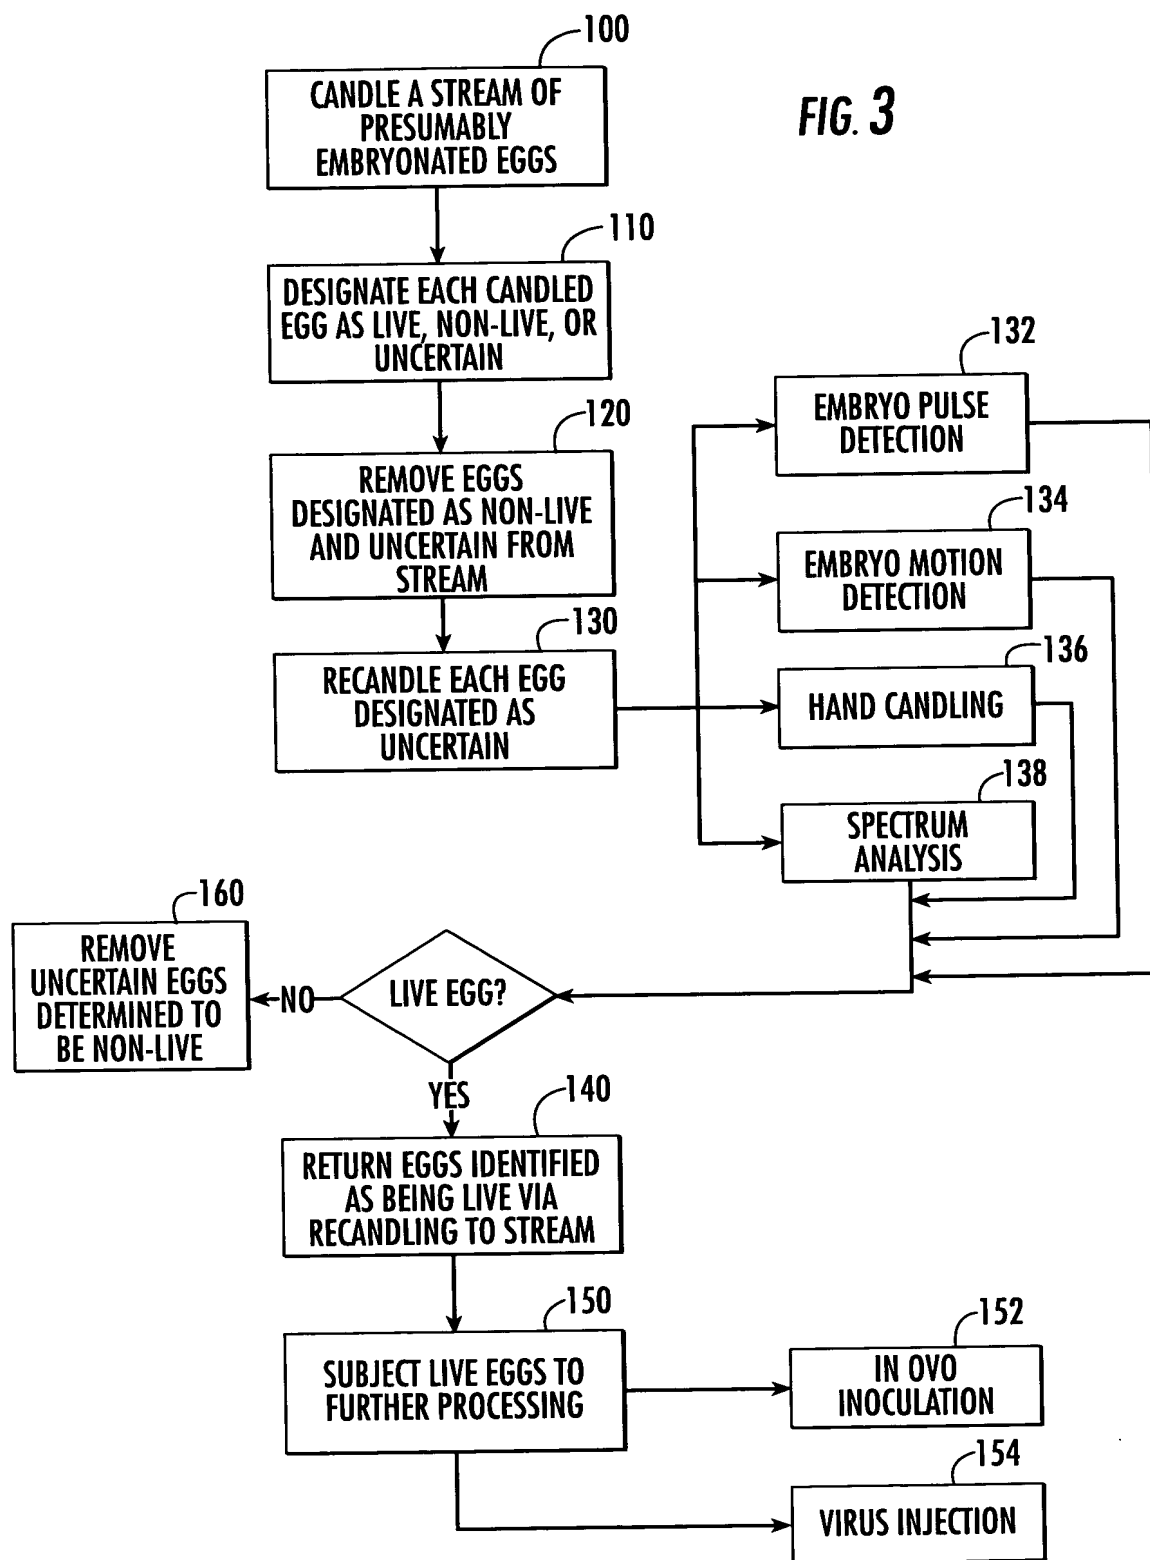 100
CANDLE A STREAM OF
PRESUMABLY
EMBRYONATED EGGS
FIG. 3
110
DESIGNATE EACH CANDLED
EGG AS LIVE, NON-LIVE, OR
UNCERTAIN
120
REMOVE EGGS
DESIGNATED AS NON-LIVE
AND UNCERTAIN FROM
STREAM
130
RECANDLE EACH EGG
DESIGNATED AS
UNCERTAIN
132
EMBRYO PULSE
DETECTION
134
EMBRYO MOTION
DETECTION
136
HAND CANDLING
138
SPECTRUM
ANALYSIS
160
REMOVE
UNCERTAIN EGGS
DETERMINED TO
BE NON-LIVE
NO
LIVE EGG?
YES
140
RETURN EGGS IDENTIFIED
AS BEING LIVE VIA
RECANDLING TO STREAM
150
SUBJECT LIVE EGGS TO
FURTHER PROCESSING
152
IN OVO
INOCULATION
154
VIRUS INJECTION